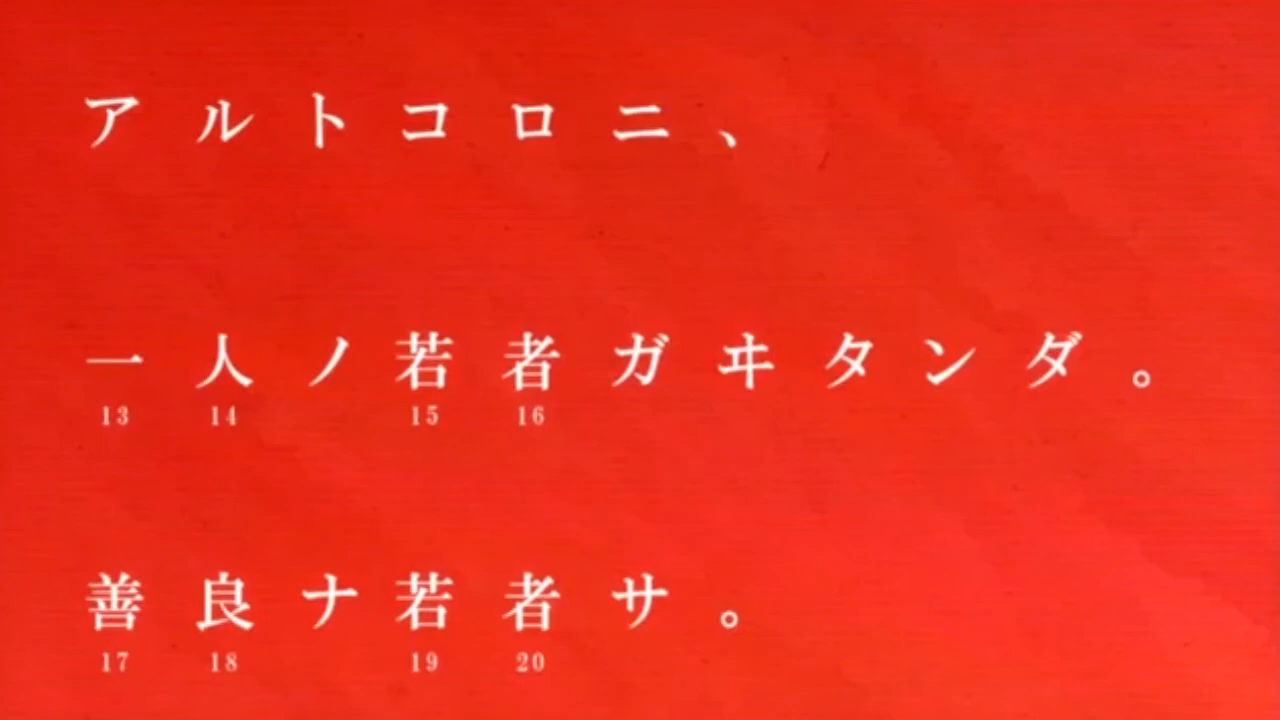 アルトコロニ、
一人ノ若者ガヰタンダ。
13 14 15 16
善良ナ若者サ。
17 18 19 20